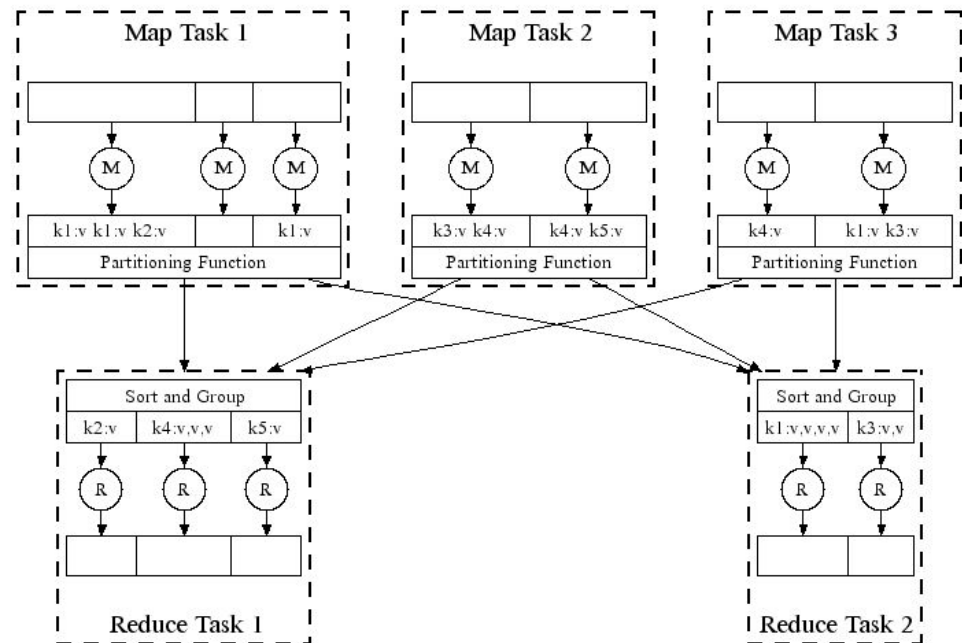 Map Task 1
Map Task 2
Map Task 3
M
M
M
M
M
M
M
k1:v k1:v k2:v
k1:v
k3:v k4:v
k4:v k5:v
k4:v
k1:v k3:v
Partitioning Function
Partitioning Function
Partitioning Function
Sort and Group
Sort and Group
k2:v
k4:v,v,v
k5:v
k1:v,v,v,v
k3:v,v
R
R
R
R
R
Reduce Task 1
Reduce Task 2